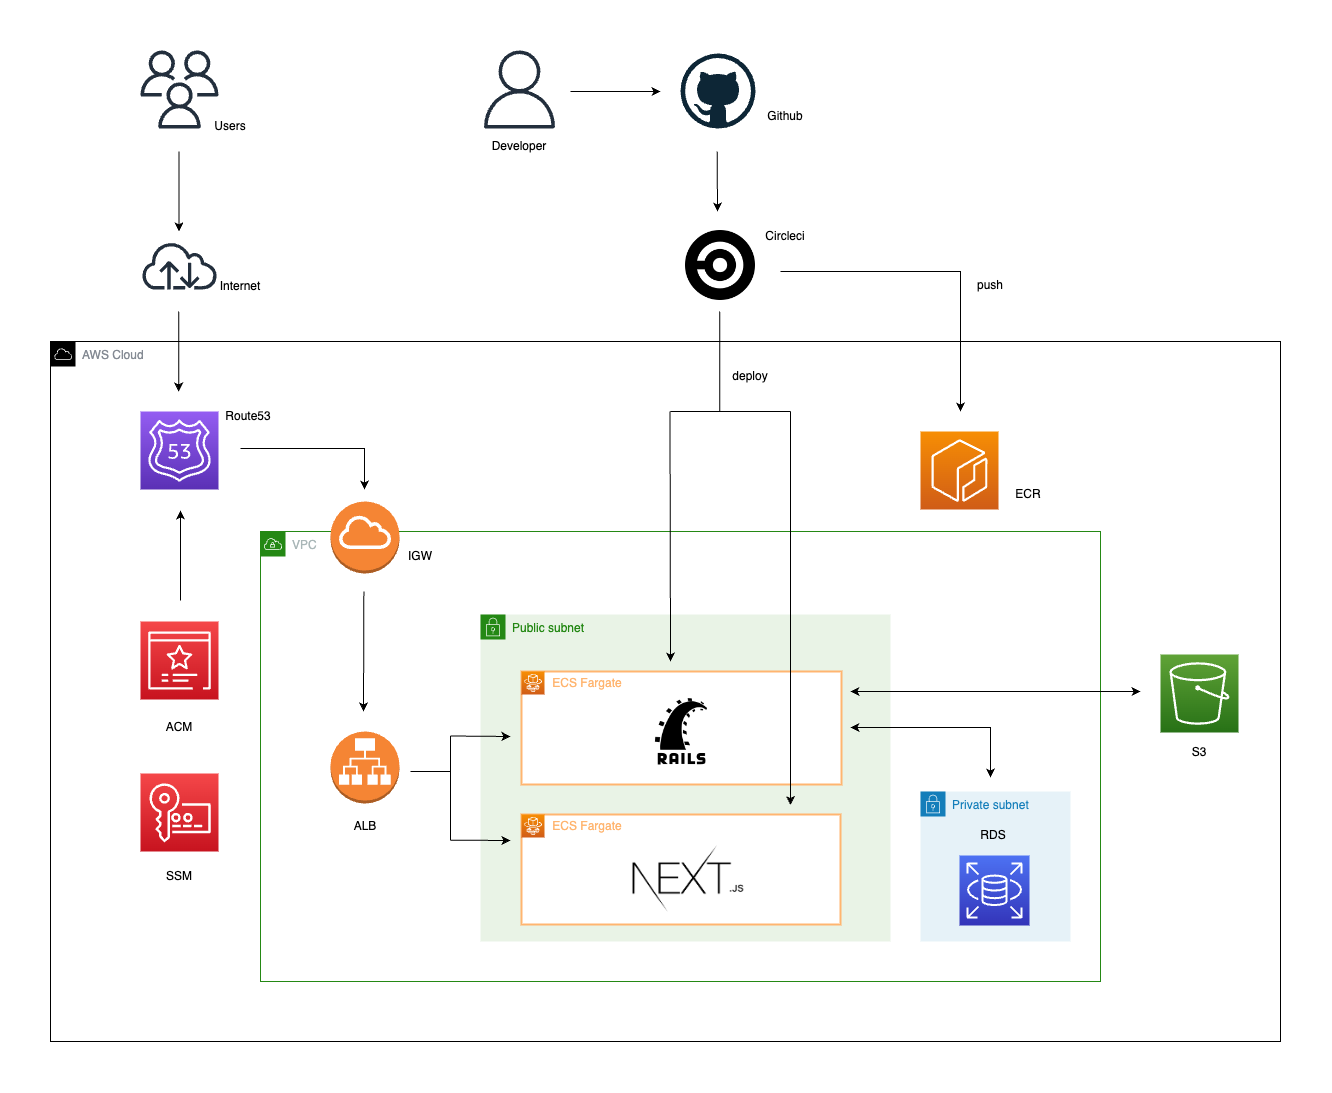 Users
Developer
Github
Internet
Circleci
push
AWS Cloud
deploy
Route53
53
ECR
VPC
IGW
Public subnet
ECS Fargate
RAILS
S3
ACM
ALB
SSM
ECS Fargate
NEXT.JS
Private subnet
RDS